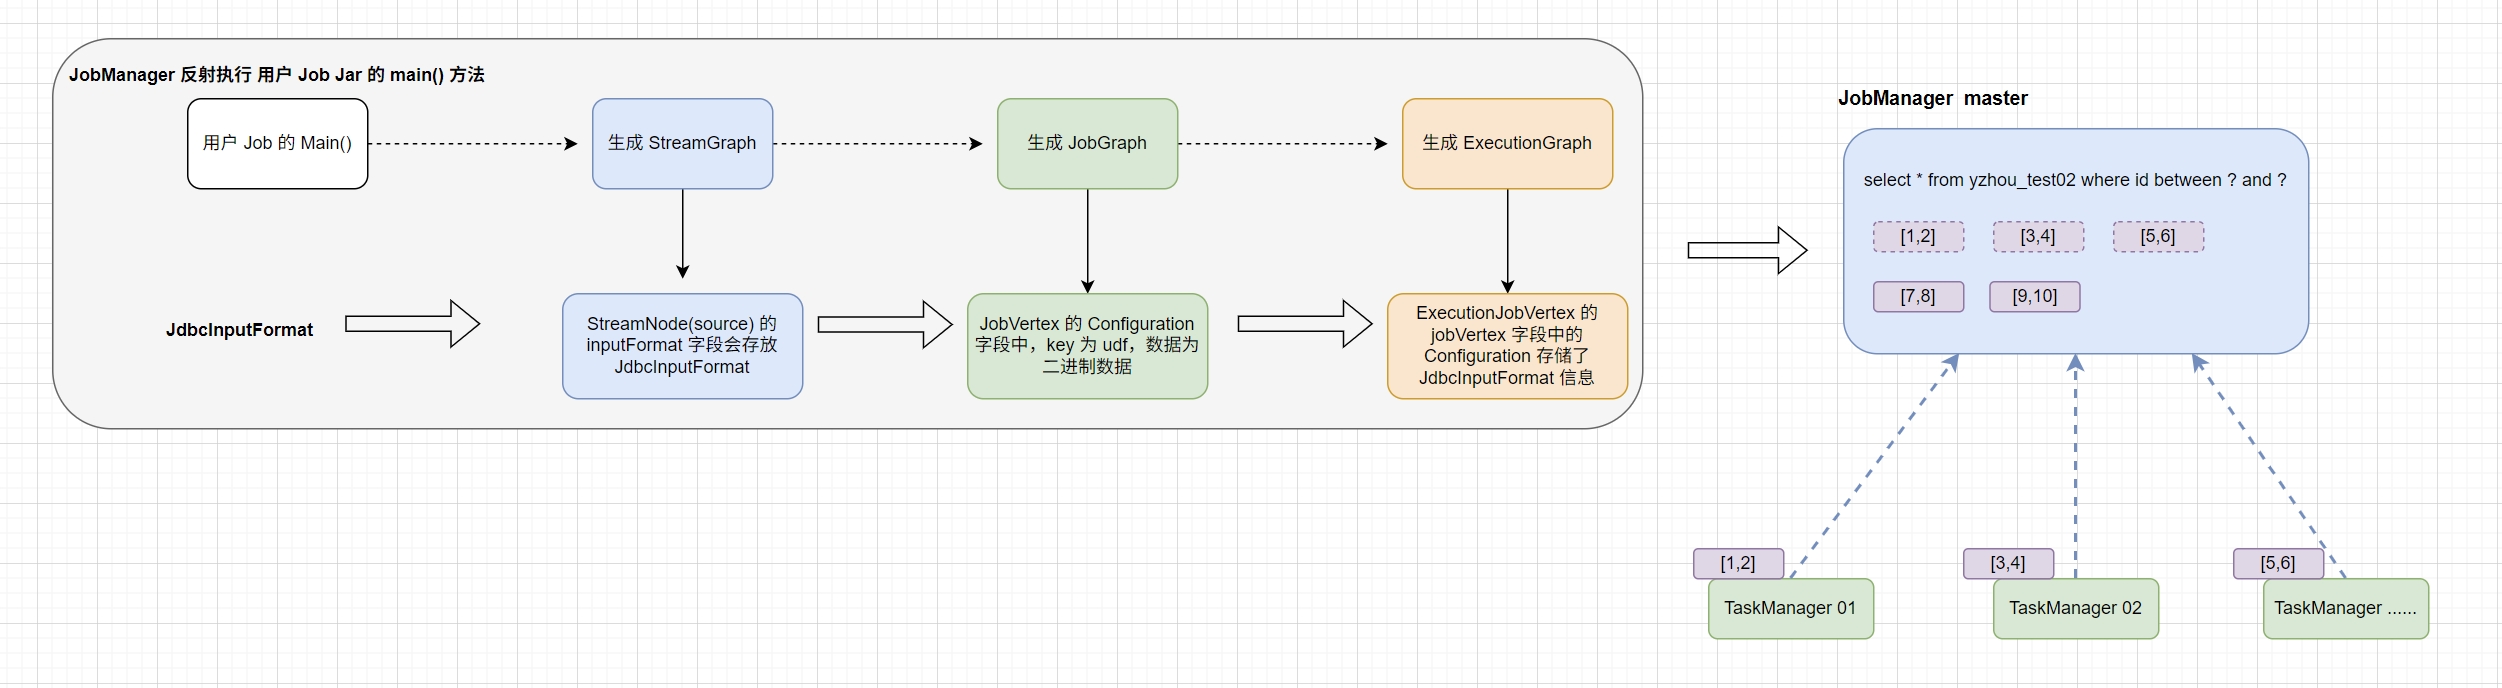 JobManager 反射执行 用户 Job Jar 的 main() 方法
用户 Job 的 Main()
生成 StreamGraph
生成 JobGraph
生成 ExecutionGraph
JdbcInputFormat
StreamNode(source) 的
inputFormat 字段会存放
JdbcInputFormat
JobVertex 的 Configuration
字段中，key 为 udf，数据为
二进制数据
ExecutionJobVertex 的
jobVertex 字段中的
Configuration 存储了
JdbcInputFormat 信息
JobManager master
select * from yzhou_test02 where id between ? and ?
[1,2]
[3,4]
[5,6]
[7,8]
[9,10]
[1,2]
TaskManager 01
[3,4]
TaskManager 02
[5,6]
TaskManager ......